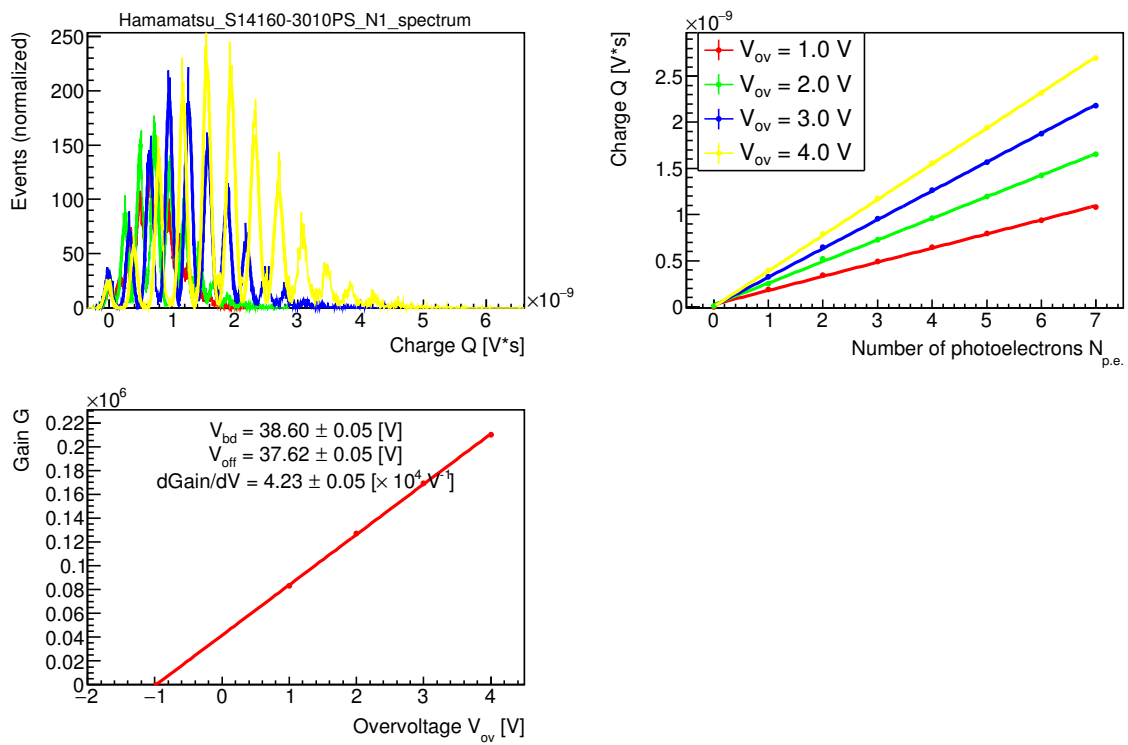 Hamamatsu_S14160-3010PS_N1_spectrum
Events (normalized)
250
200
150
100
50
0
0 1 2 3 4 5 6
×10⁻⁹
Charge Q [V*s]
×10⁻⁹
Charge Q [V*s]
2.5
2
1.5
1
0.5
0
V_ov = 1.0 V
V_ov = 2.0 V
V_ov = 3.0 V
V_ov = 4.0 V
0 1 2 3 4 5 6 7
Number of photoelectrons N_p.e.
×10⁶
Gain G
0.22
0.2
0.18
0.16
0.14
0.12
0.1
0.08
0.06
0.04
0.02
0
V_bd = 38.60 ± 0.05 [V]
V_off = 37.62 ± 0.05 [V]
dGain/dV = 4.23 ± 0.05 [× 10⁴ V⁻¹]
−2 −1 0 1 2 3 4
Overvoltage V_ov [V]